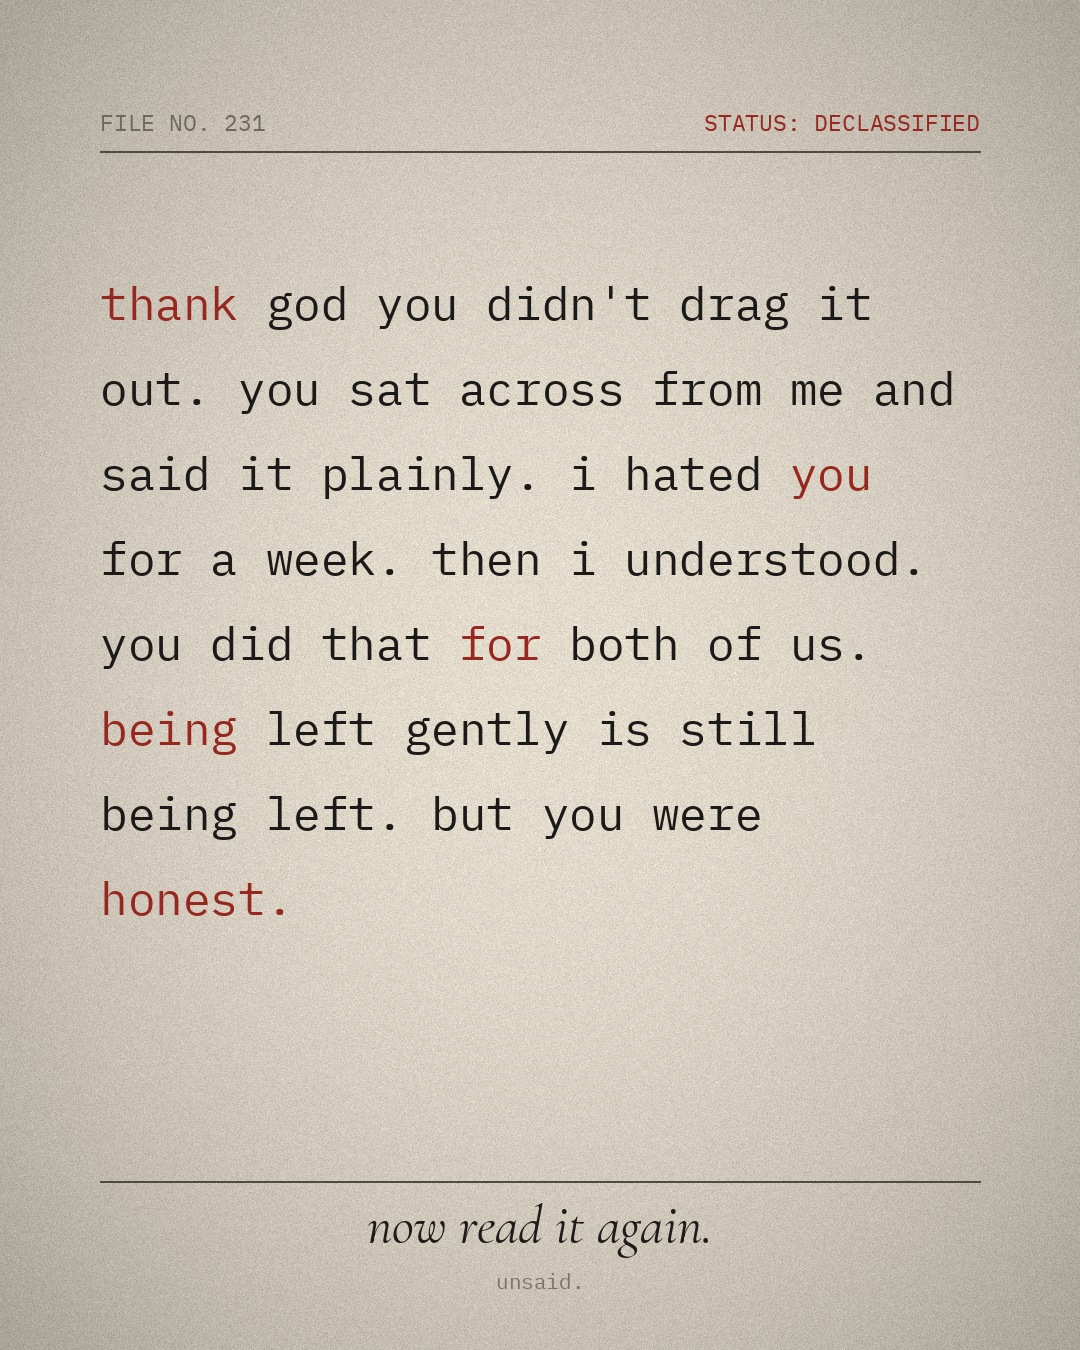 FILE NO. 231
STATUS: DECLASSIFIED
thank god you didn't drag it
out. you sat across from me and
said it plainly. i hated you
for a week. then i understood.
you did that for both of us.
being left gently is still
being left. but you were
honest.
now read it again.
unsaid.